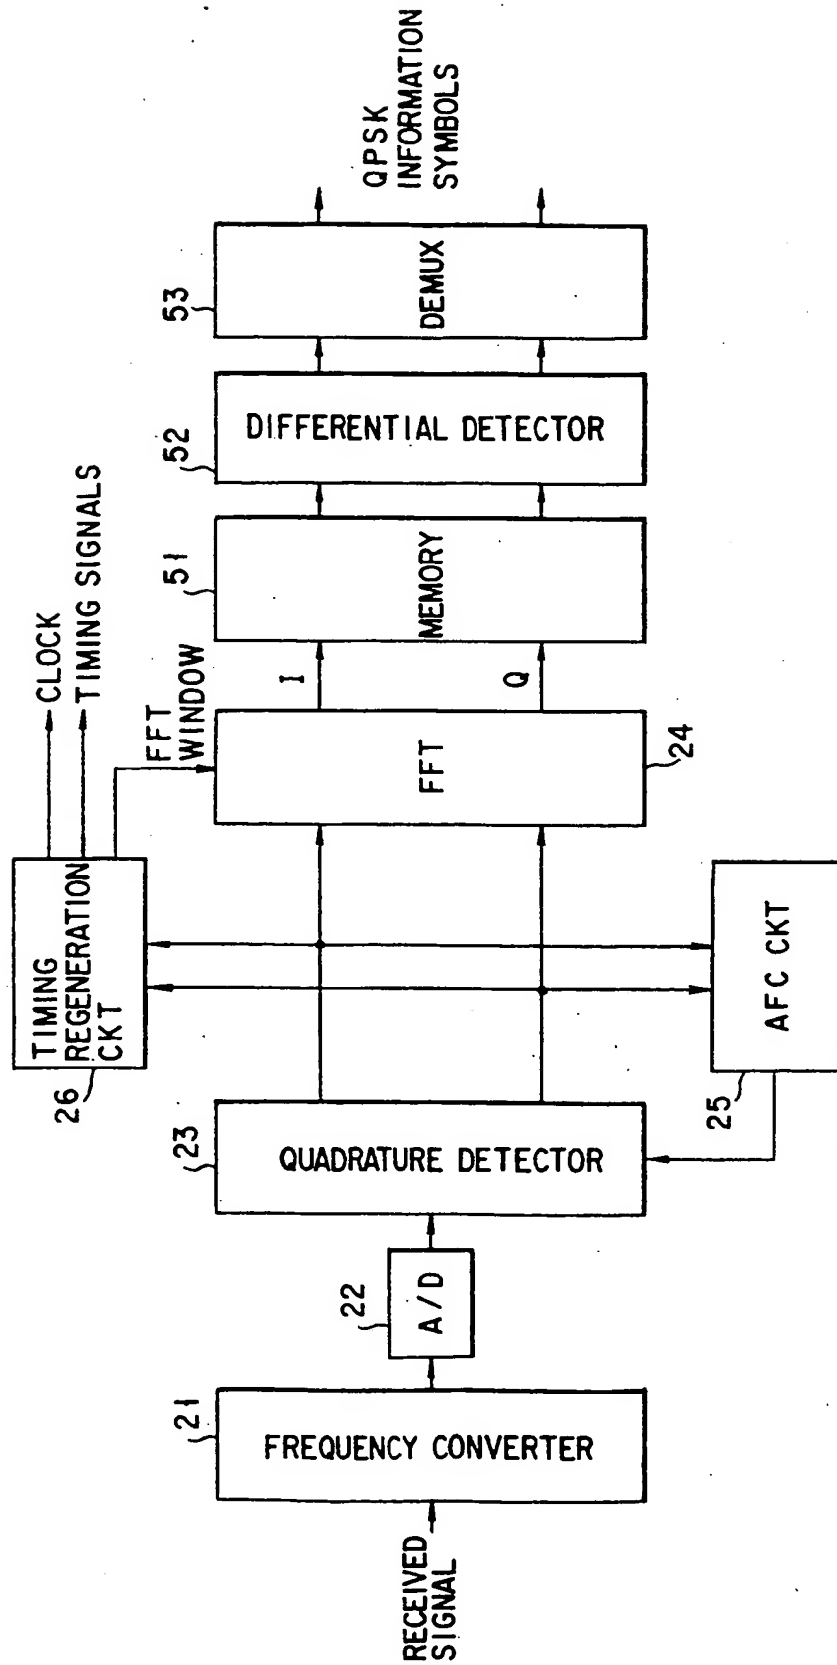 RECEIVED
SIGNAL
21
FREQUENCY CONVERTER
22
A/D
23
QUADRATURE DETECTOR
26
TIMING
REGENERATION
CKT
25
AFC CKT
CLOCK
TIMING SIGNALS
FFT
WINDOW
FFT
24
I
Q
51
MEMORY
52
DIFFERENTIAL DETECTOR
53
DEMUX
QPSK
INFORMATION
SYMBOLS